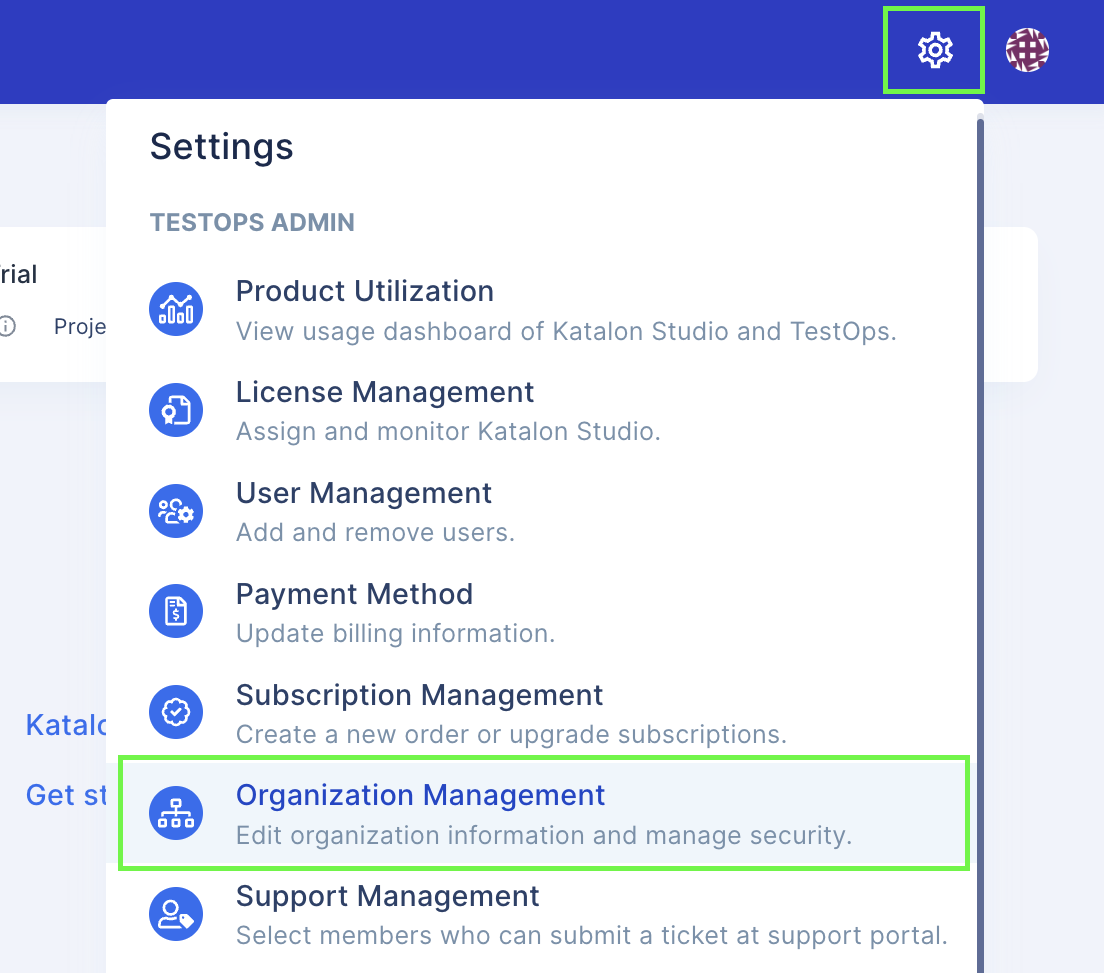 Settings
TESTOPS ADMIN
rial
Proje
Product Utilization
View usage dashboard of Katalon Studio and TestOps.
License Management
Assign and monitor Katalon Studio.
User Management
Add and remove users.
Payment Method
Update billing information.
Subscription Management
Create a new order or upgrade subscriptions.
Katalo
Get st
Organization Management
Edit organization information and manage security.
Support Management
Select members who can submit a ticket at support portal.